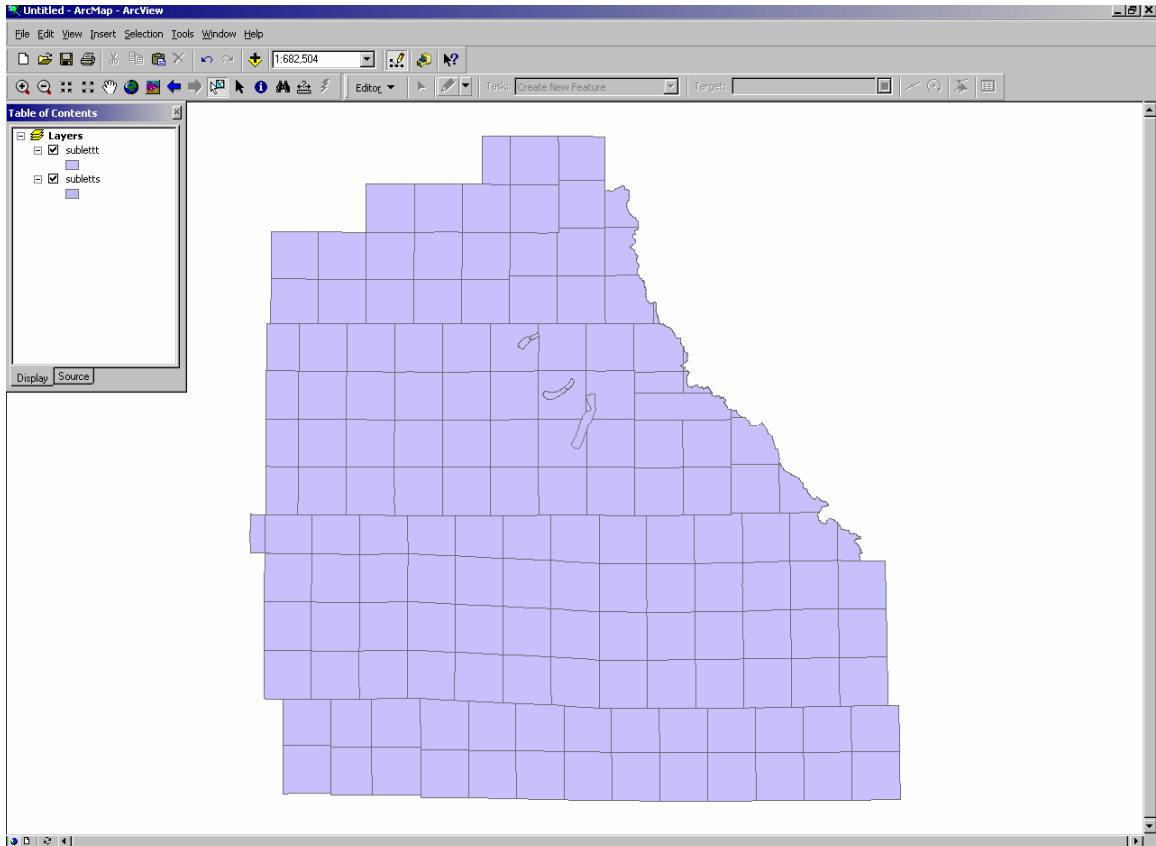 Untitled - ArcMap - ArcView
File Edit View Insert Selection Tools Window Help
1:682,504
Editor Task: Create New Feature Target:
Table of Contents
Layers
sublettt
subletts
Display Source